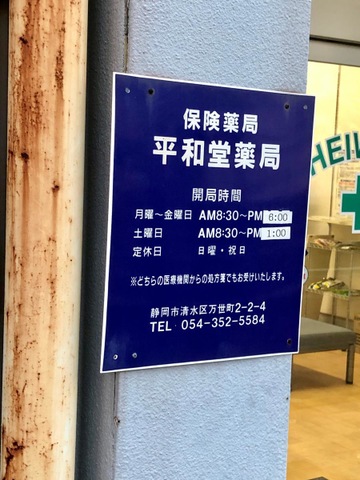 保険薬局
平和堂薬局
開局時間
月曜～金曜日 AM8:30～PM6:00
土曜日 AM8:30～PM1:00
定休日 日曜・祝日
※どちらの医療機関からの処方箋でもお受けいたします。
静岡市清水区万世町2-2-4
TEL 054-352-5584
HEIL